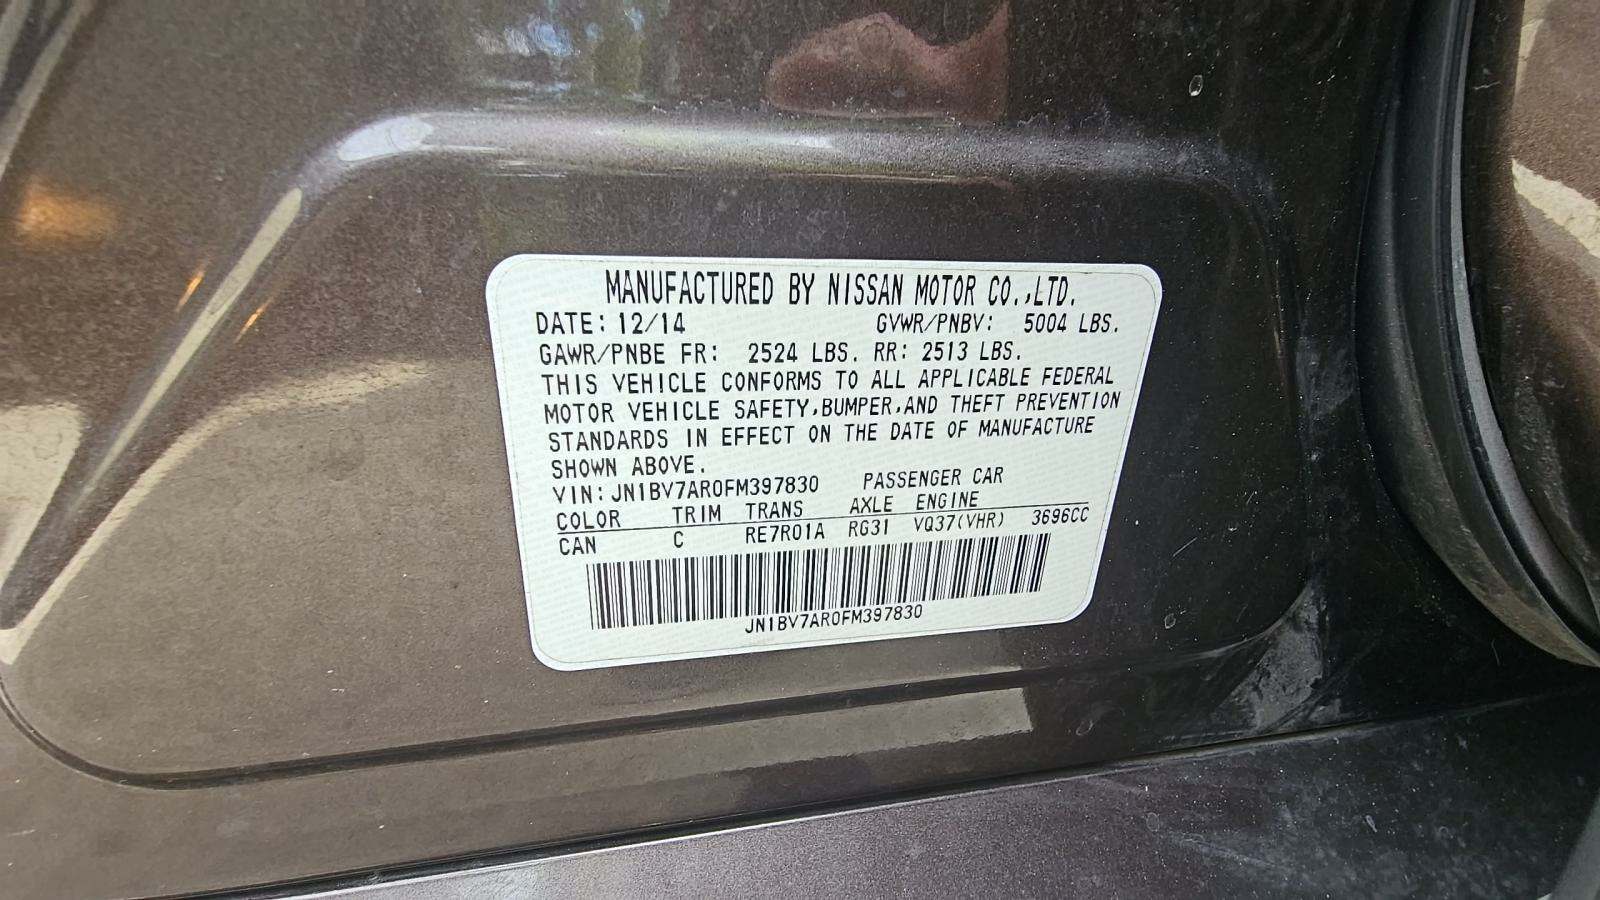 MANUFACTURED BY NISSAN MOTOR CO.,LTD.
DATE: 12/14 GVWR/PNBV: 5004 LBS.
GAWR/PNBE FR: 2524 LBS. RR: 2513 LBS.
THIS VEHICLE CONFORMS TO ALL APPLICABLE FEDERAL
MOTOR VEHICLE SAFETY,BUMPER,AND THEFT PREVENTION
STANDARDS IN EFFECT ON THE DATE OF MANUFACTURE
SHOWN ABOVE.
VIN: JN1BV7AR0FM397830 PASSENGER CAR
COLOR TRIM TRANS AXLE ENGINE
CAN C RE7R01A RG31 VQ37(VHR) 3696CC
JN1BV7AR0FM397830